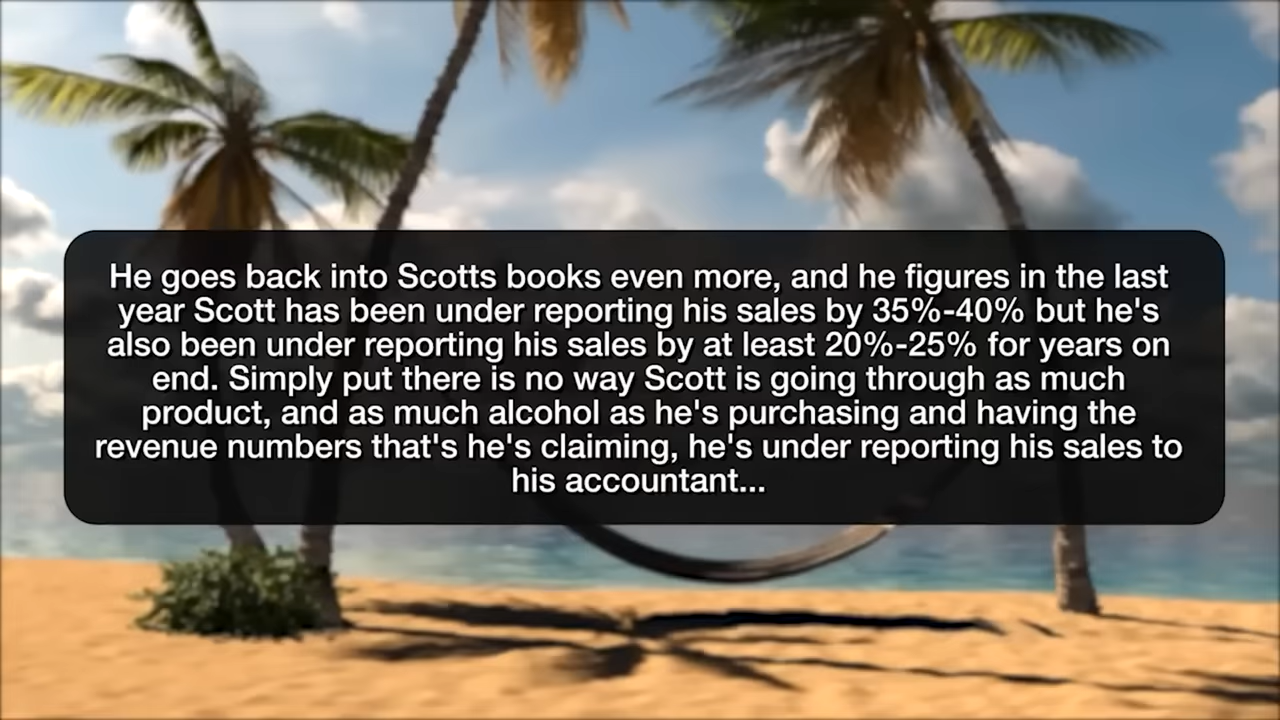 He goes back into Scotts books even more, and he figures in the last
year Scott has been under reporting his sales by 35%-40% but he's
also been under reporting his sales by at least 20%-25% for years on
end. Simply put there is no way Scott is going through as much
product, and as much alcohol as he's purchasing and having the
revenue numbers that's he's claiming, he's under reporting his sales to
his accountant...